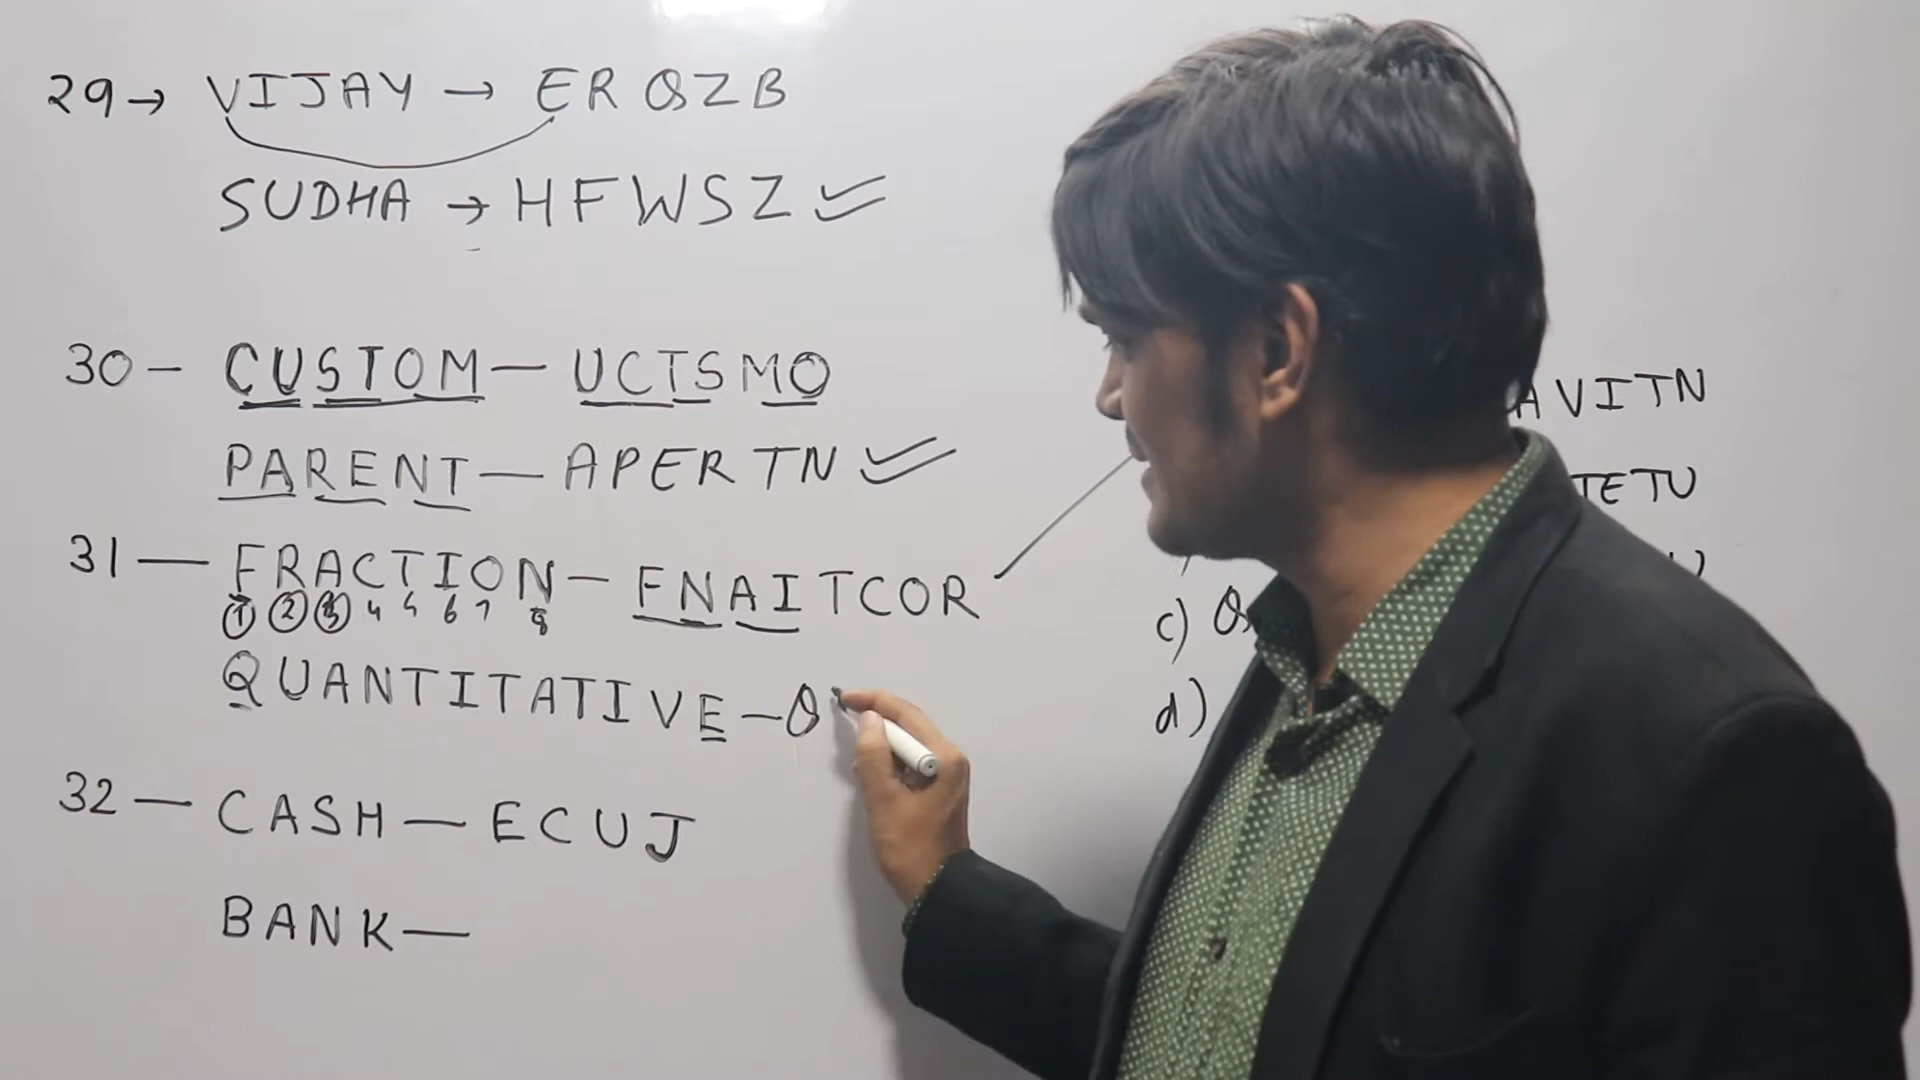 29→ VIJAY → ERQZB
SUDHA → HFWSZ
30 — CUSTOM — UCTSMO
PARENT — APERTN
31 — FRACTION — FNAITCOR
1 2 3 4 5 6 7 8
QUANTITATIVE — Q
32 — CASH — ECUJ
BANK —
AVITN
TETU
c) Q
d)